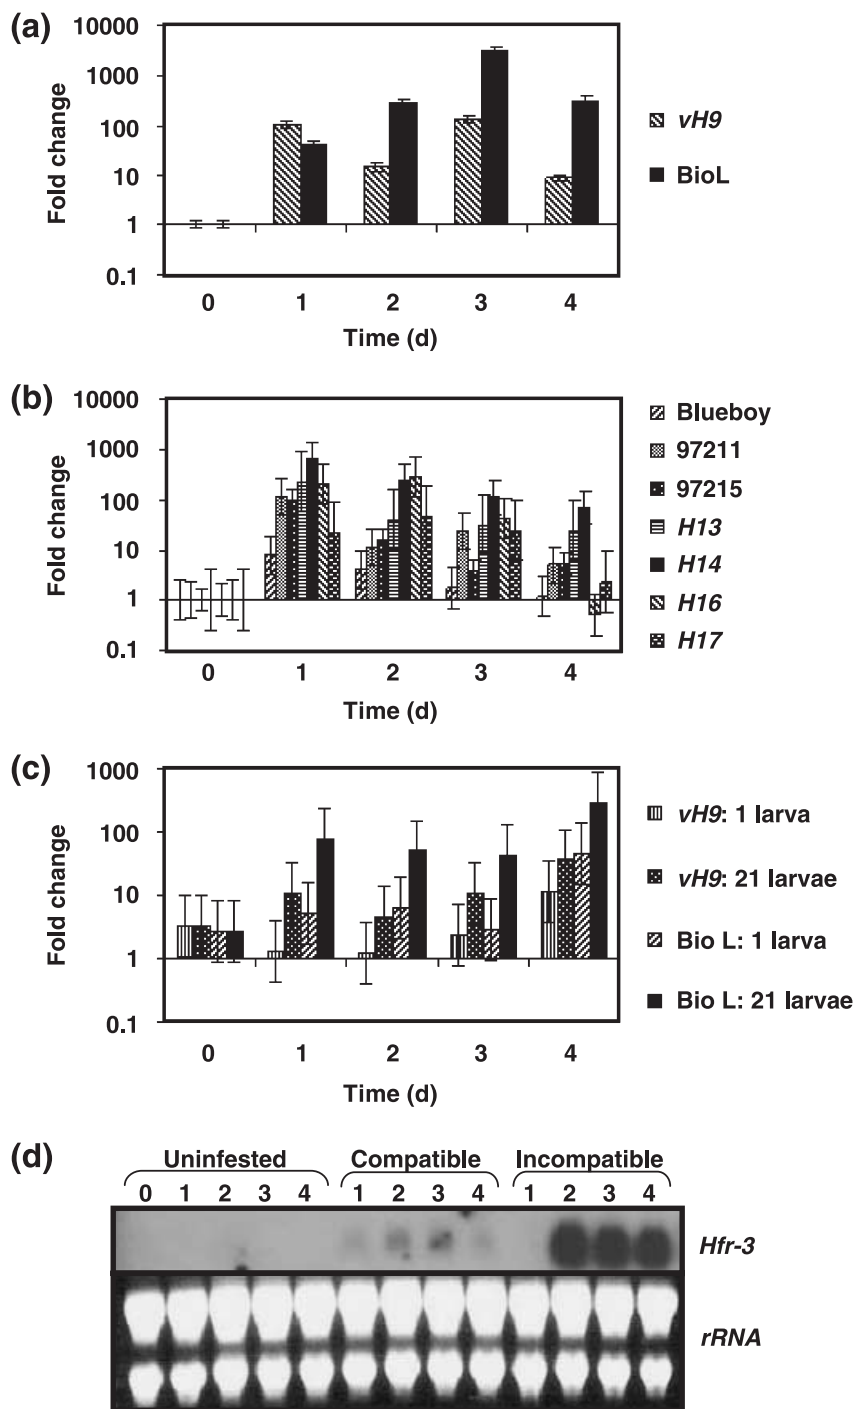 (a)
10000
1000
100
10
1
0.1
Fold change
0 1 2 3 4
Time (d)
vH9
BioL
(b)
10000
1000
100
10
1
0.1
Fold change
0 1 2 3 4
Time (d)
Blueboy
97211
97215
H13
H14
H16
H17
(c)
1000
100
10
1
0.1
Fold change
0 1 2 3 4
Time (d)
vH9: 1 larva
vH9: 21 larvae
Bio L: 1 larva
Bio L: 21 larvae
(d)
Uninfested Compatible Incompatible
0 1 2 3 4 1 2 3 4 1 2 3 4
Hfr-3
rRNA